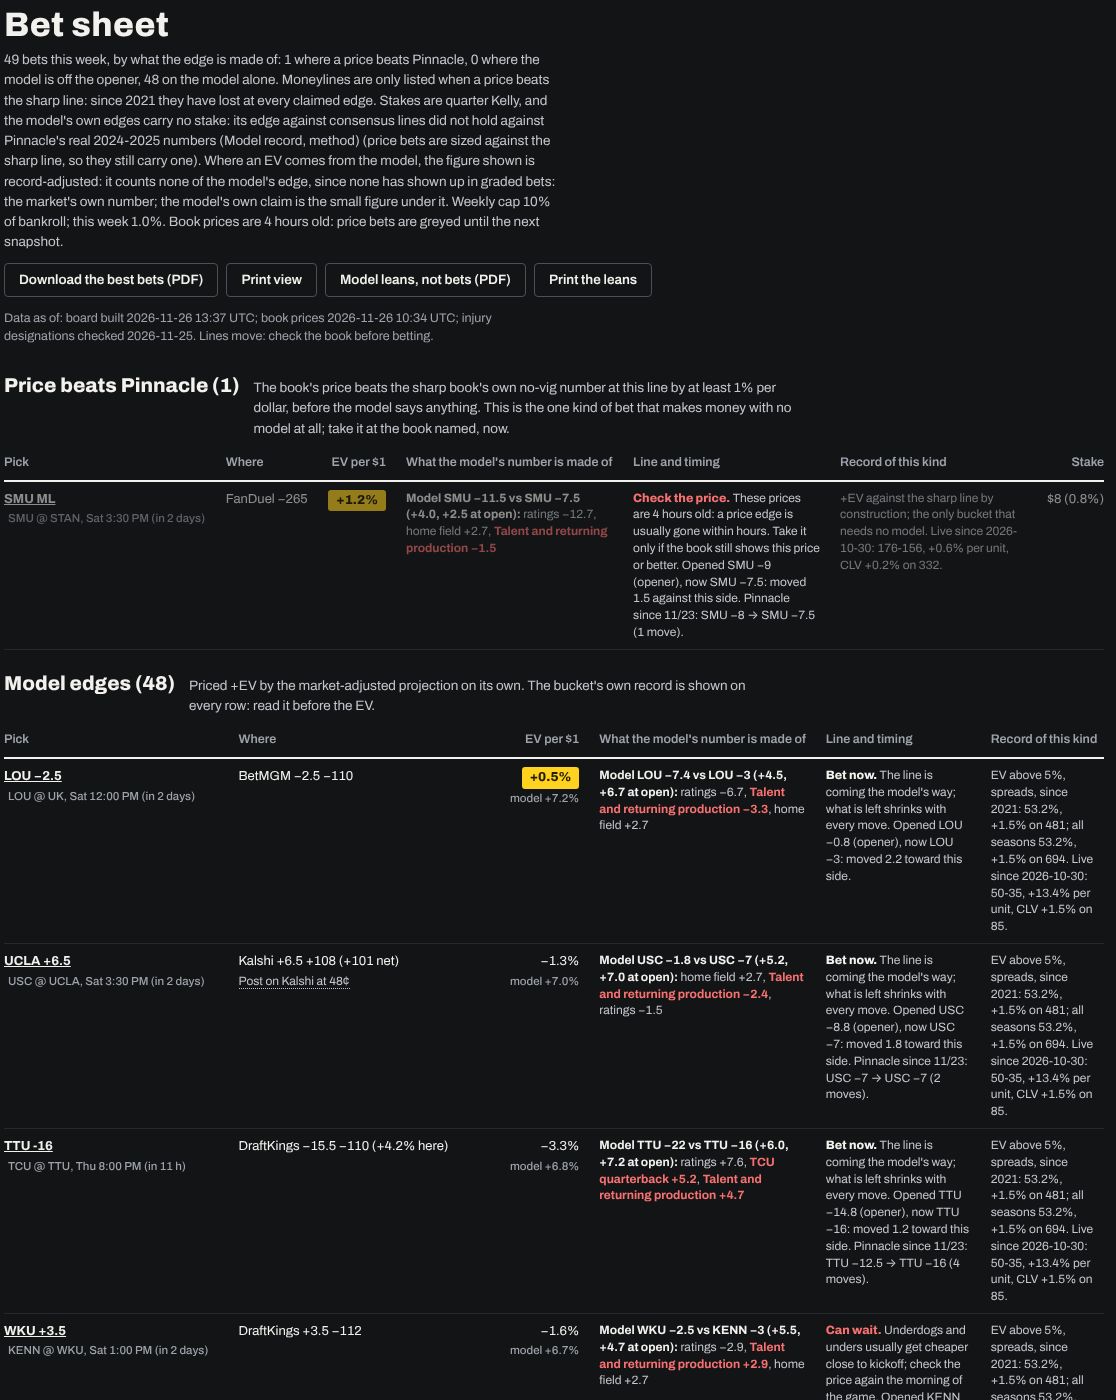 Bet sheet
49 bets this week, by what the edge is made of: 1 where a price beats Pinnacle, 0 where the
model is off the opener, 48 on the model alone. Moneylines are only listed when a price beats
the sharp line: since 2021 they have lost at every claimed edge. Stakes are quarter Kelly, and
the model's own edges carry no stake: its edge against consensus lines did not hold against
Pinnacle's real 2024-2025 numbers (Model record, method) (price bets are sized against the
sharp line, so they still carry one). Where an EV comes from the model, the figure shown is
record-adjusted: it counts none of the model's edge, since none has shown up in graded bets:
the market's own number; the model's own claim is the small figure under it. Weekly cap 10%
of bankroll; this week 1.0%. Book prices are 4 hours old: price bets are greyed until the next
snapshot.
Download the best bets (PDF) Print view Model leans, not bets (PDF) Print the leans
Data as of: board built 2026-11-26 13:37 UTC; book prices 2026-11-26 10:34 UTC; injury
designations checked 2026-11-25. Lines move: check the book before betting.
Price beats Pinnacle (1)
The book's price beats the sharp book's own no-vig number at this line by at least 1% per
dollar, before the model says anything. This is the one kind of bet that makes money with no
model at all; take it at the book named, now.
Pick Where EV per $1 What the model's number is made of Line and timing Record of this kind Stake
SMU ML
SMU @ STAN, Sat 3:30 PM (in 2 days)
FanDuel −265
+1.2%
Model SMU −11.5 vs SMU −7.5
(+4.0, +2.5 at open): ratings −12.7,
home field +2.7, Talent and returning
production −1.5
Check the price. These prices
are 4 hours old: a price edge is
usually gone within hours. Take it
only if the book still shows this price
or better. Opened SMU −9
(opener), now SMU −7.5: moved
1.5 against this side. Pinnacle
since 11/23: SMU −8 → SMU −7.5
(1 move).
+EV against the sharp line by
construction; the only bucket that
needs no model. Live since 2026-
10-30: 176-156, +0.6% per unit,
CLV +0.2% on 332.
$8 (0.8%)
Model edges (48)
Priced +EV by the market-adjusted projection on its own. The bucket's own record is shown on
every row: read it before the EV.
Pick Where EV per $1 What the model's number is made of Line and timing Record of this kind
LOU −2.5
LOU @ UK, Sat 12:00 PM (in 2 days)
BetMGM −2.5 −110
+0.5%
model +7.2%
Model LOU −7.4 vs LOU −3 (+4.5,
+6.7 at open): ratings −6.7, Talent
and returning production −3.3, home
field +2.7
Bet now. The line is
coming the model's way;
what is left shrinks with
every move. Opened LOU
−0.8 (opener), now LOU
−3: moved 2.2 toward this
side.
EV above 5%,
spreads, since
2021: 53.2%,
+1.5% on 481; all
seasons 53.2%,
+1.5% on 694. Live
since 2026-10-30:
50-35, +13.4% per
unit, CLV +1.5% on
85.
UCLA +6.5
USC @ UCLA, Sat 3:30 PM (in 2 days)
Kalshi +6.5 +108 (+101 net)
Post on Kalshi at 48¢
−1.3%
model +7.0%
Model USC −1.8 vs USC −7 (+5.2,
+7.0 at open): home field +2.7, Talent
and returning production −2.4,
ratings −1.5
Bet now. The line is
coming the model's way;
what is left shrinks with
every move. Opened USC
−8.8 (opener), now USC
−7: moved 1.8 toward this
side. Pinnacle since 11/23:
USC −7 → USC −7 (2
moves).
EV above 5%,
spreads, since
2021: 53.2%,
+1.5% on 481; all
seasons 53.2%,
+1.5% on 694. Live
since 2026-10-30:
50-35, +13.4% per
unit, CLV +1.5% on
85.
TTU -16
TCU @ TTU, Thu 8:00 PM (in 11 h)
DraftKings −15.5 −110 (+4.2% here)
−3.3%
model +6.8%
Model TTU −22 vs TTU −16 (+6.0,
+7.2 at open): ratings +7.6, TCU
quarterback +5.2, Talent and
returning production +4.7
Bet now. The line is
coming the model's way;
what is left shrinks with
every move. Opened TTU
−14.8 (opener), now TTU
−16: moved 1.2 toward this
side. Pinnacle since 11/23:
TTU −12.5 → TTU −16 (4
moves).
EV above 5%,
spreads, since
2021: 53.2%,
+1.5% on 481; all
seasons 53.2%,
+1.5% on 694. Live
since 2026-10-30:
50-35, +13.4% per
unit, CLV +1.5% on
85.
WKU +3.5
KENN @ WKU, Sat 1:00 PM (in 2 days)
DraftKings +3.5 −112
−1.6%
model +6.7%
Model WKU −2.5 vs KENN −3 (+5.5,
+4.7 at open): ratings −2.9, Talent
and returning production +2.9, home
field +2.7
Can wait. Underdogs and
unders usually get cheaper
close to kickoff; check the
price again the morning of
the game. Opened KENN
EV above 5%,
spreads, since
2021: 53.2%,
+1.5% on 481; all
seasons 53.2%,